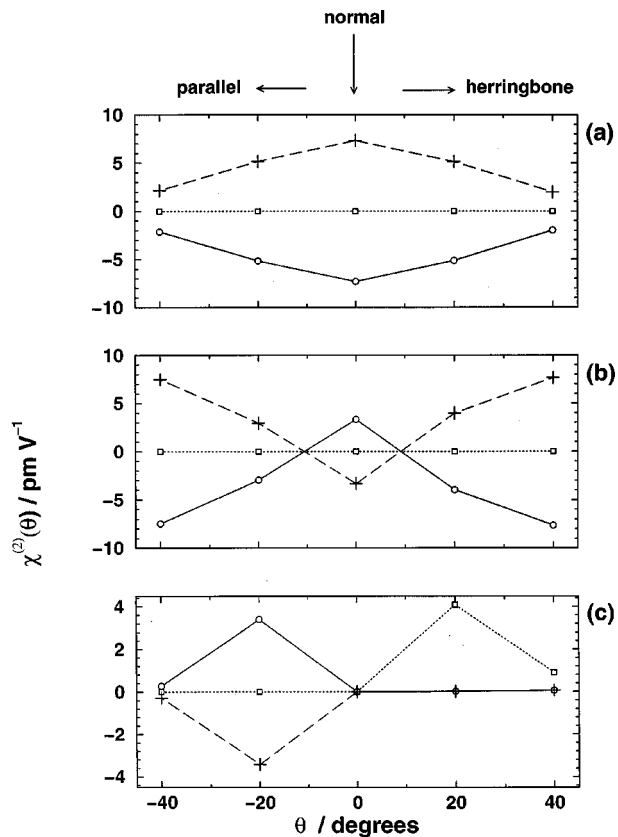 normal
parallel ← → herringbone
(a)
10
5
0
−5
−10
(b)
10
5
0
−5
−10
(c)
4
2
0
−2
−4
−40 −20 0 20 40
θ / degrees
χ⁽²⁾(θ) / pm V⁻¹